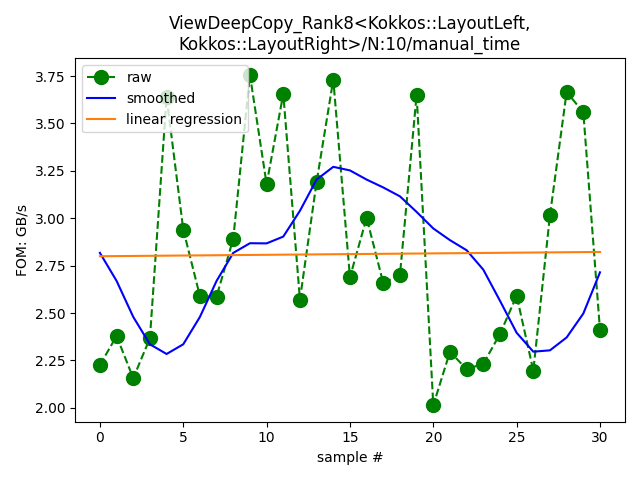 ViewDeepCopy_Rank8<Kokkos::LayoutLeft,
Kokkos::LayoutRight>/N:10/manual_time
raw
smoothed
linear regression
FOM: GB/s
3.75
3.50
3.25
3.00
2.75
2.50
2.25
2.00
0 5 10 15 20 25 30
sample #